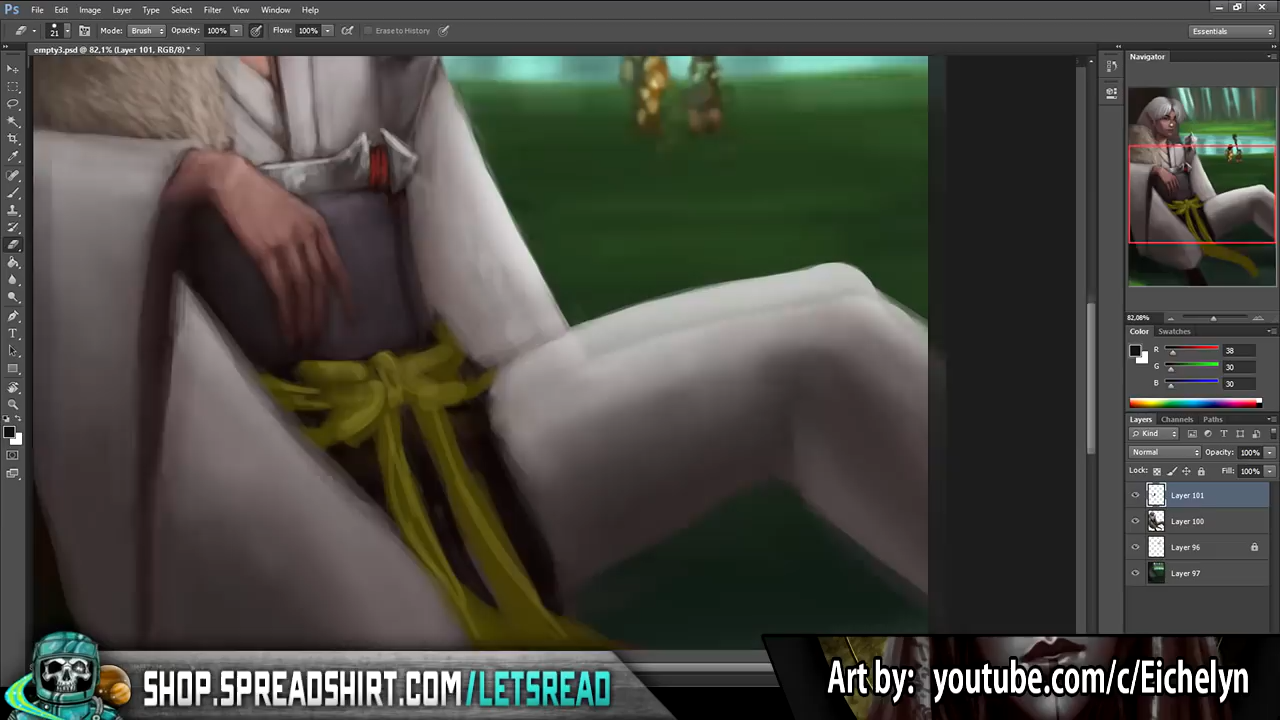 Ps File Edit Image Layer Type Select Filter View Window Help
21 Mode: Brush Opacity: 100% Flow: 100% Erase to History Essentials
empty3.psd @ 82,1% (Layer 101, RGB/8) * ×
Navigator
82,08%
Color Swatches
R 38
G 30
B 30
Layers Channels Paths
Kind
Normal Opacity: 100%
Lock: Fill: 100%
Layer 101
Layer 100
Layer 96
Layer 97
SHOP.SPREADSHIRT.COM/LETSREAD
Art by: youtube.com/c/Eichelyn